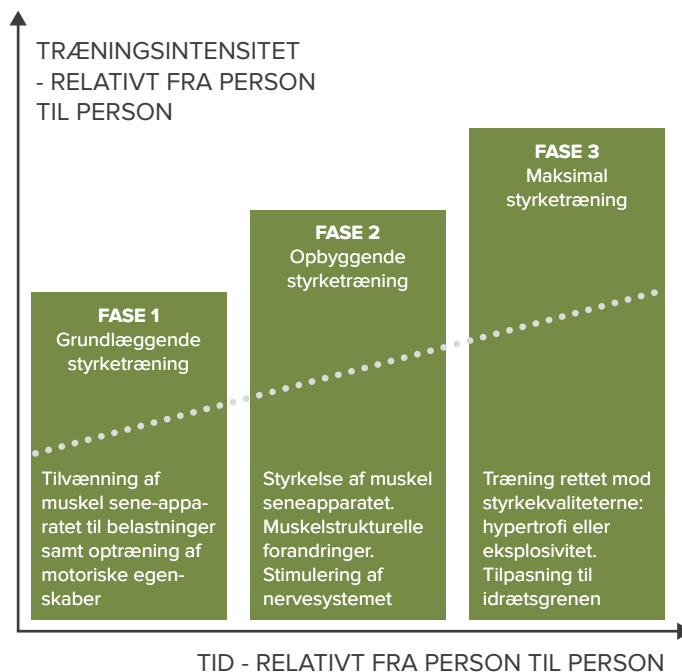 TRÆNINGSINTENSITET
- RELATIVT FRA PERSON
TIL PERSON
FASE 1
Grundlæggende
styrketræning
Tilvænning af
muskel sene-appa-
ratet til belastninger
samt optræning af
motoriske egen-
skaber
FASE 2
Opbyggende
styrketræning
Styrkelse af muskel
seneapparatet.
Muskelstrukturelle
forandringer.
Stimulering af
nervesystemet
FASE 3
Maksimal
styrketræning
Træning rettet mod
styrkekvaliteterne:
hypertrofi eller
eksplosivitet.
Tilpasning til
idrætsgrenen
TID - RELATIVT FRA PERSON TIL PERSON